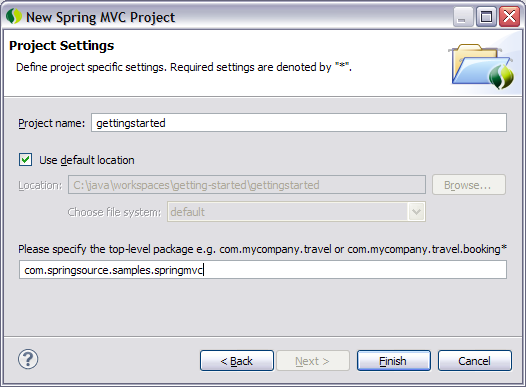 New Spring MVC Project
Project Settings
Define project specific settings. Required settings are denoted by "*".
Project name: gettingstarted
Use default location
Location: C:\java\workspaces\getting-started\gettingstarted Browse...
Choose file system: default
Please specify the top-level package e.g. com.mycompany.travel or com.mycompany.travel.booking*
com.springsource.samples.springmvc
? < Back Next > Finish Cancel